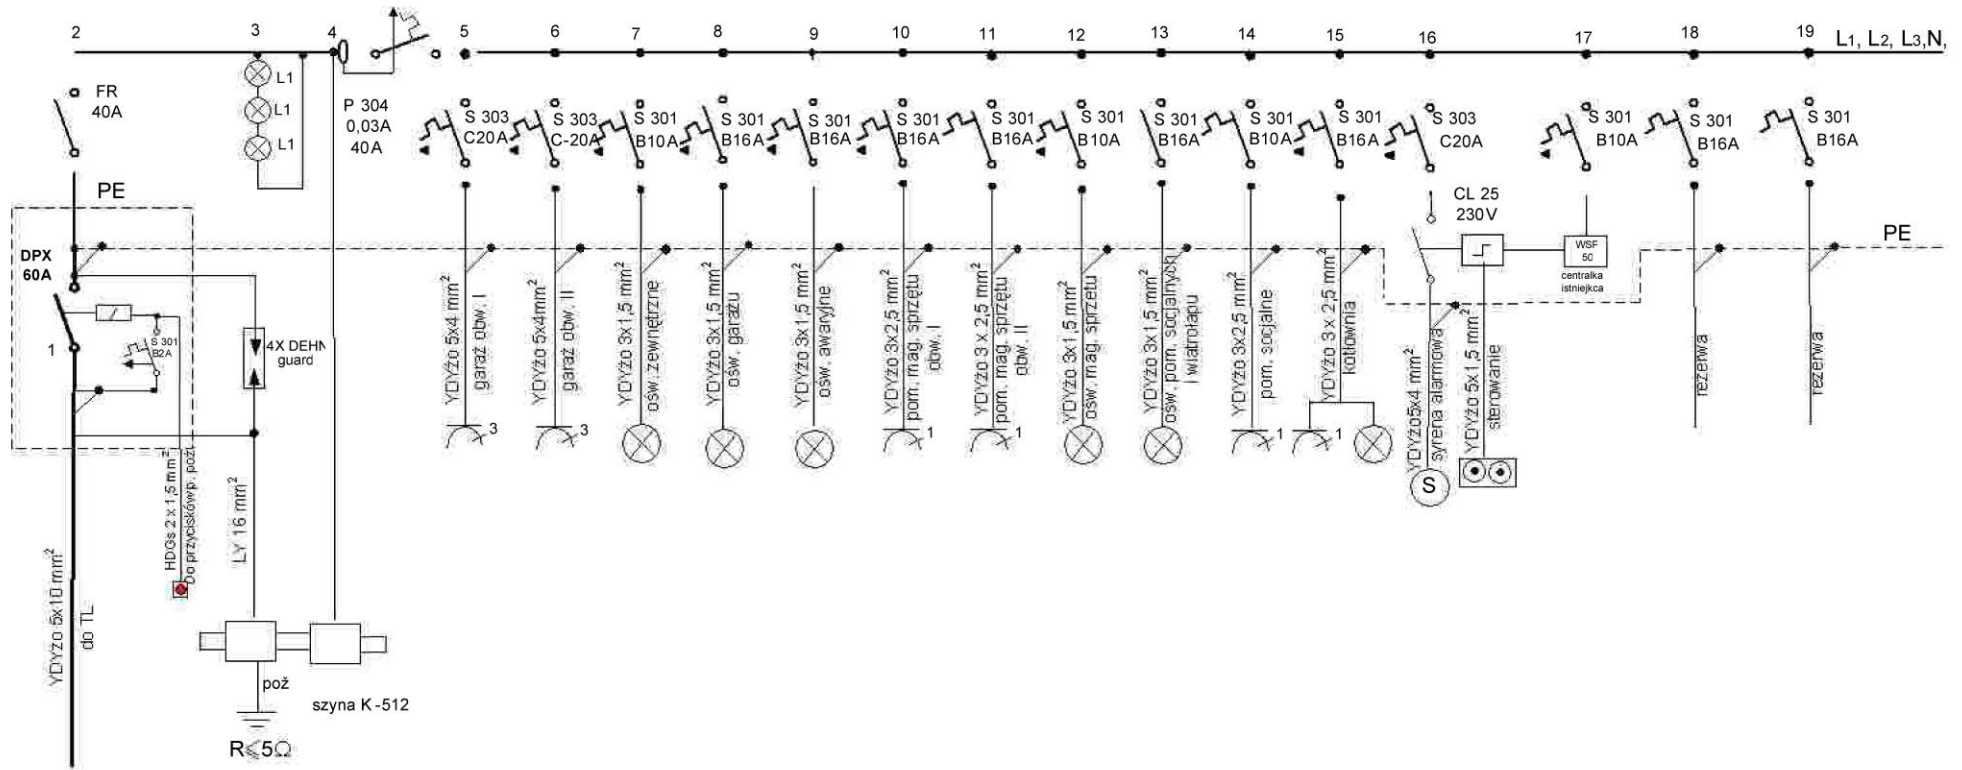 2
3
4
5
6
7
8
9
10
11
12
13
14
15
16
17
18
19
L1, L2, L3,N,
FR
40A
L1
L1
L1
P 304
0,03A
40A
S 303
C20A
S 303
C-20A
S 301
B10A
S 301
B16A
S 301
B16A
S 301
B16A
S 301
B16A
S 301
B10A
S 301
B16A
S 301
B10A
S 301
B16A
S 303
C20A
S 301
B10A
S 301
B16A
S 301
B16A
PE
DPX
60A
1
S 301
B2A
4X DEHN
guard
CL 25
230V
WSF
50
centralka
istniejkca
PE
YDYżo 5x4 mm²
garaż obw. I
YDYżo 5x4mm²
garaż obw. II
YDYżo 3x1,5 mm²
ośw. zewnętrzne
YDYżo 3x1,5 mm²
ośw. garażu
YDYżo 3x1,5 mm²
ośw. awaryjne
YDYżo 3x2,5 mm²
pom. mag. sprzętu
obw. I
YDYżo 3 x 2,5 mm²
pom. mag. sprzętu
obw. II
YDYżo 3x1,5 mm²
ośw. mag. sprzętu
YDYżo 3x1,5 mm²
ośw. pom. socjalnych
i wiatrołapu
YDYżo 3x2,5 mm²
pom. socjalne
YDYżo 3 x 2,5 mm²
kotłownia
YDYżo5x4 mm²
syrena alarmowa
YDYżo 5x1,5 mm²
sterowanie
rezerwa
rezerwa
3
3
1
1
1
1
S
HDGs 2 x 1,5 mm²
Do przycisków p. poż.
LY 16 mm²
YDYżo 5x10 mm²
do TL
pož
szyna K -512
R⩽5Ω